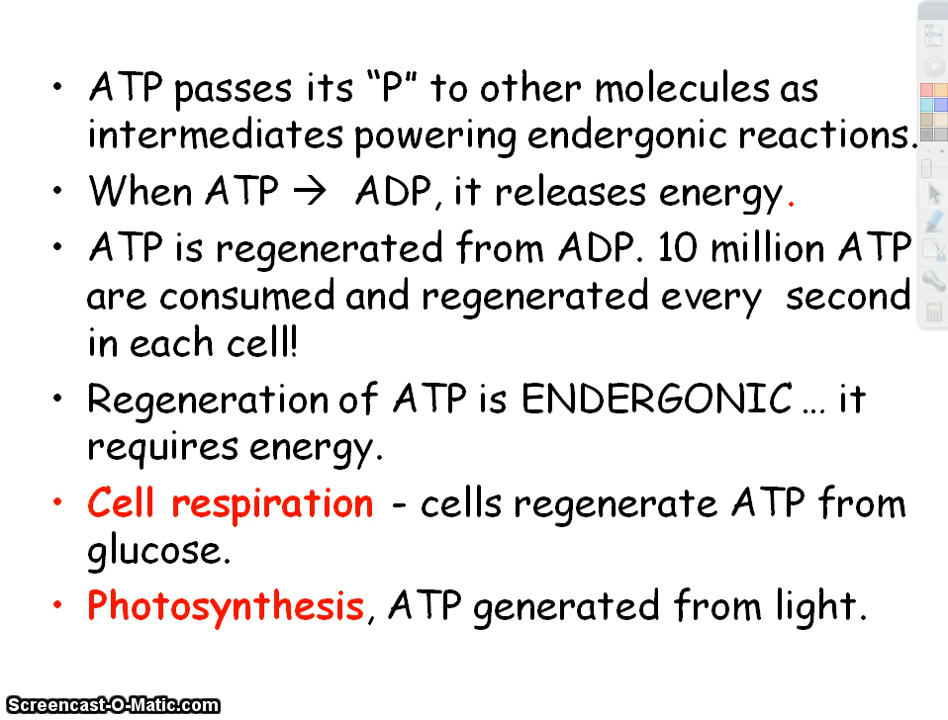 • ATP passes its “P” to other molecules as
intermediates powering endergonic reactions.
• When ATP → ADP, it releases energy.
• ATP is regenerated from ADP. 10 million ATP
are consumed and regenerated every second
in each cell!
• Regeneration of ATP is ENDERGONIC ... it
requires energy.
• Cell respiration - cells regenerate ATP from
glucose.
• Photosynthesis, ATP generated from light.
Screencast-O-Matic.com